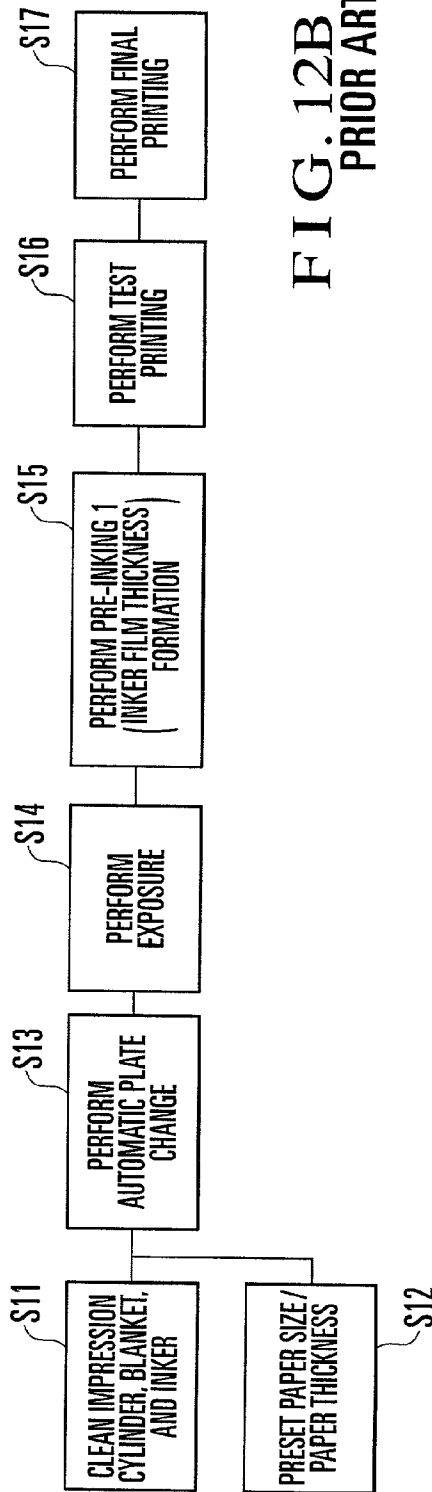 S11
CLEAN IMPRESSION
CYLINDER, BLANKET,
AND INKER
S12
PRESET PAPER SIZE/
PAPER THICKNESS
S13
PERFORM
AUTOMATIC PLATE
CHANGE
S14
PERFORM
EXPOSURE
S15
PERFORM PRE-INKING 1
(INKER FILM THICKNESS)
FORMATION
S16
PERFORM TEST
PRINTING
S17
PERFORM FINAL
PRINTING
FIG. 12B
PRIOR ART